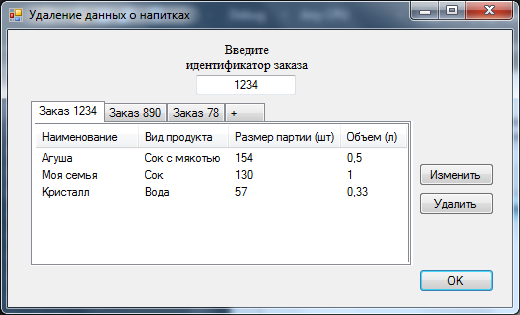 Удаление данных о напитках
Введите
идентификатор заказа
1234
Заказ 1234 Заказ 890 Заказ 78 +
Наименование Вид продукта Размер партии (шт) Объем (л)
Агуша Сок с мякотью 154 0,5
Моя семья Сок 130 1
Кристалл Вода 57 0,33
Изменить
Удалить
OK